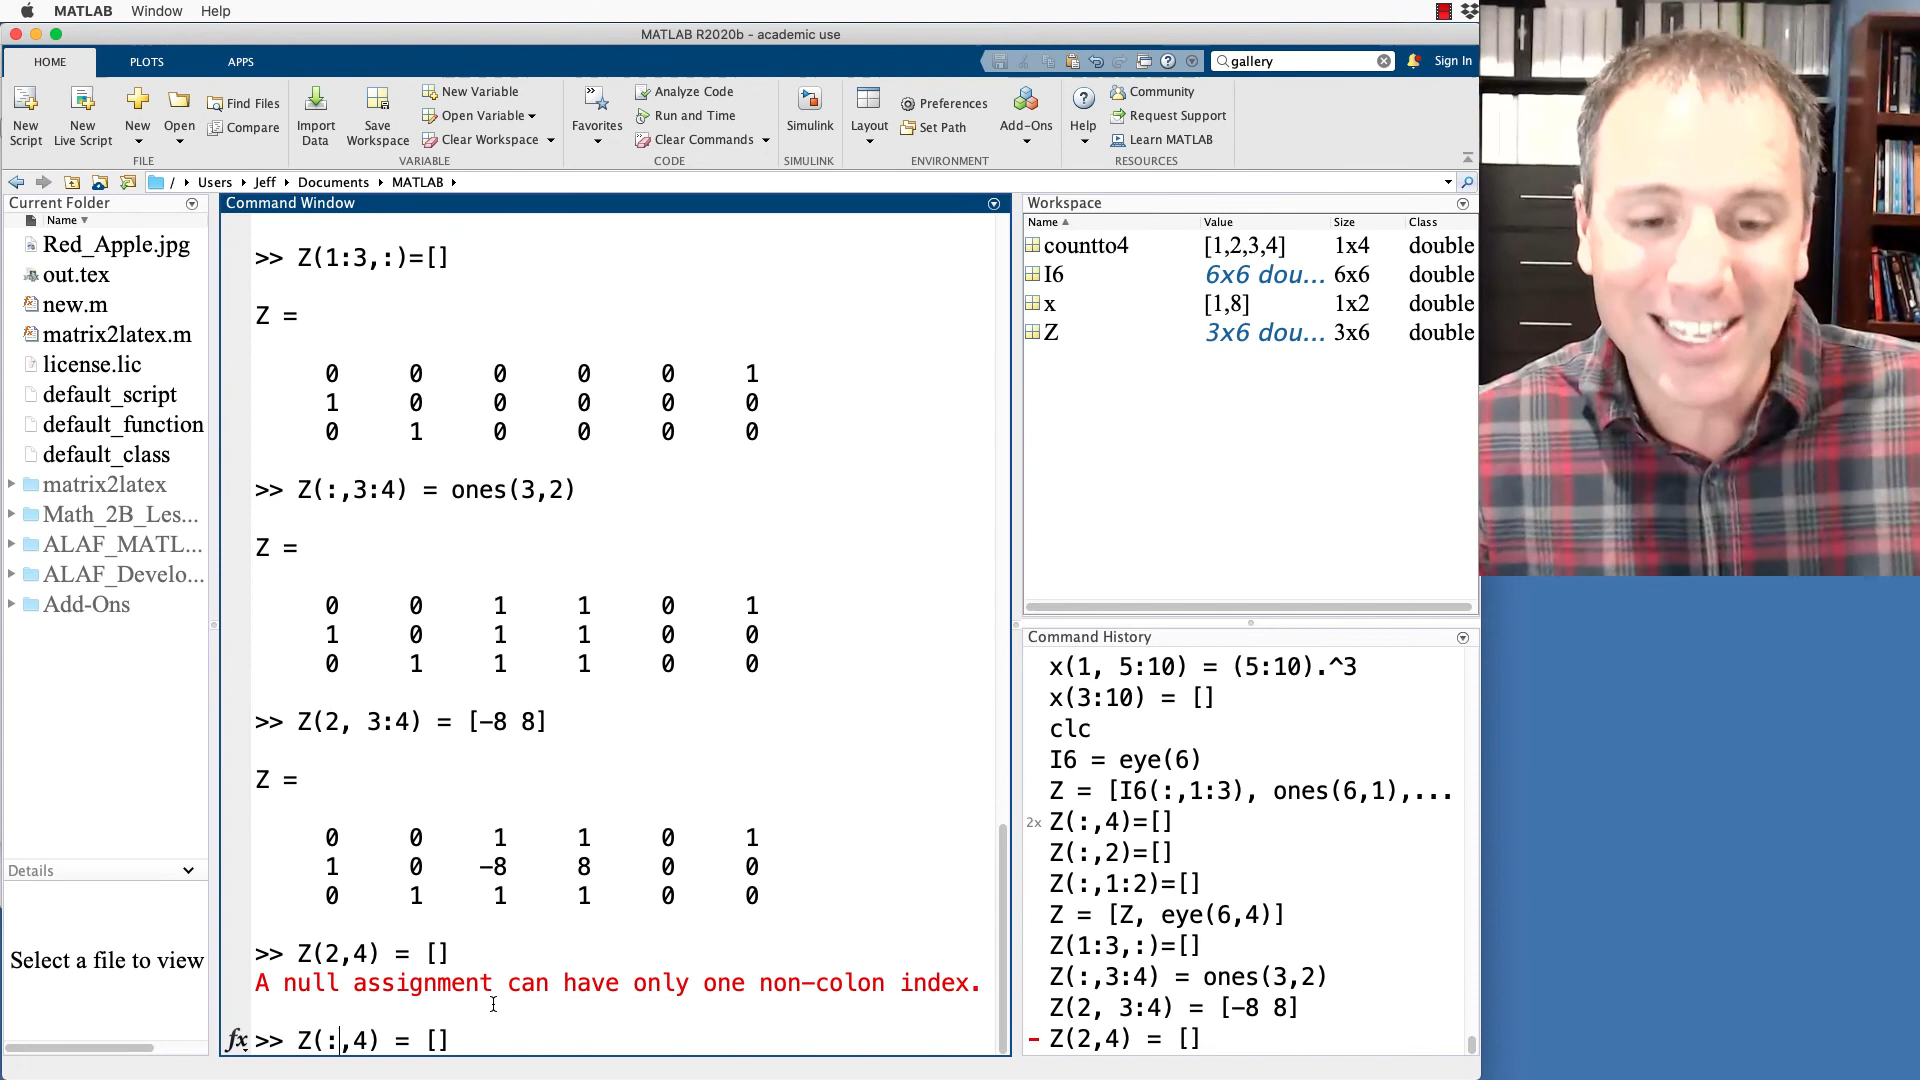 MATLAB Window Help
MATLAB R2020b - academic use
HOME PLOTS APPS
gallery
Sign In
New Script
New Live Script
New
Open
Find Files
Compare
FILE
Import Data
Save Workspace
New Variable
Open Variable
Clear Workspace
VARIABLE
Favorites
Analyze Code
Run and Time
Clear Commands
CODE
Simulink
SIMULINK
Layout
Preferences
Set Path
Add-Ons
ENVIRONMENT
Help
Community
Request Support
Learn MATLAB
RESOURCES
/ Users Jeff Documents MATLAB
Current Folder
Name
Red_Apple.jpg
out.tex
new.m
matrix2latex.m
license.lic
default_script
default_function
default_class
matrix2latex
Math_2B_Les...
ALAF_MATL...
ALAF_Develo...
Add-Ons
Details
Select a file to view
Command Window
>> Z(1:3,:)=[]
Z =
0 0 0 0 0 1
1 0 0 0 0 0
0 1 0 0 0 0
>> Z(:,3:4) = ones(3,2)
Z =
0 0 1 1 0 1
1 0 1 1 0 0
0 1 1 1 0 0
>> Z(2, 3:4) = [-8 8]
Z =
0 0 1 1 0 1
1 0 -8 8 0 0
0 1 1 1 0 0
>> Z(2,4) = []
A null assignment can have only one non-colon index.
fx >> Z(:,4) = []
Workspace
Name Value Size Class
countto4 [1,2,3,4] 1x4 double
I6 6x6 dou... 6x6 double
x [1,8] 1x2 double
Z 3x6 dou... 3x6 double
Command History
x(1, 5:10) = (5:10).^3
x(3:10) = []
clc
I6 = eye(6)
Z = [I6(:,1:3), ones(6,1),...
2x Z(:,4)=[]
Z(:,2)=[]
Z(:,1:2)=[]
Z = [Z, eye(6,4)]
Z(1:3,:)=[]
Z(:,3:4) = ones(3,2)
Z(2, 3:4) = [-8 8]
Z(2,4) = []